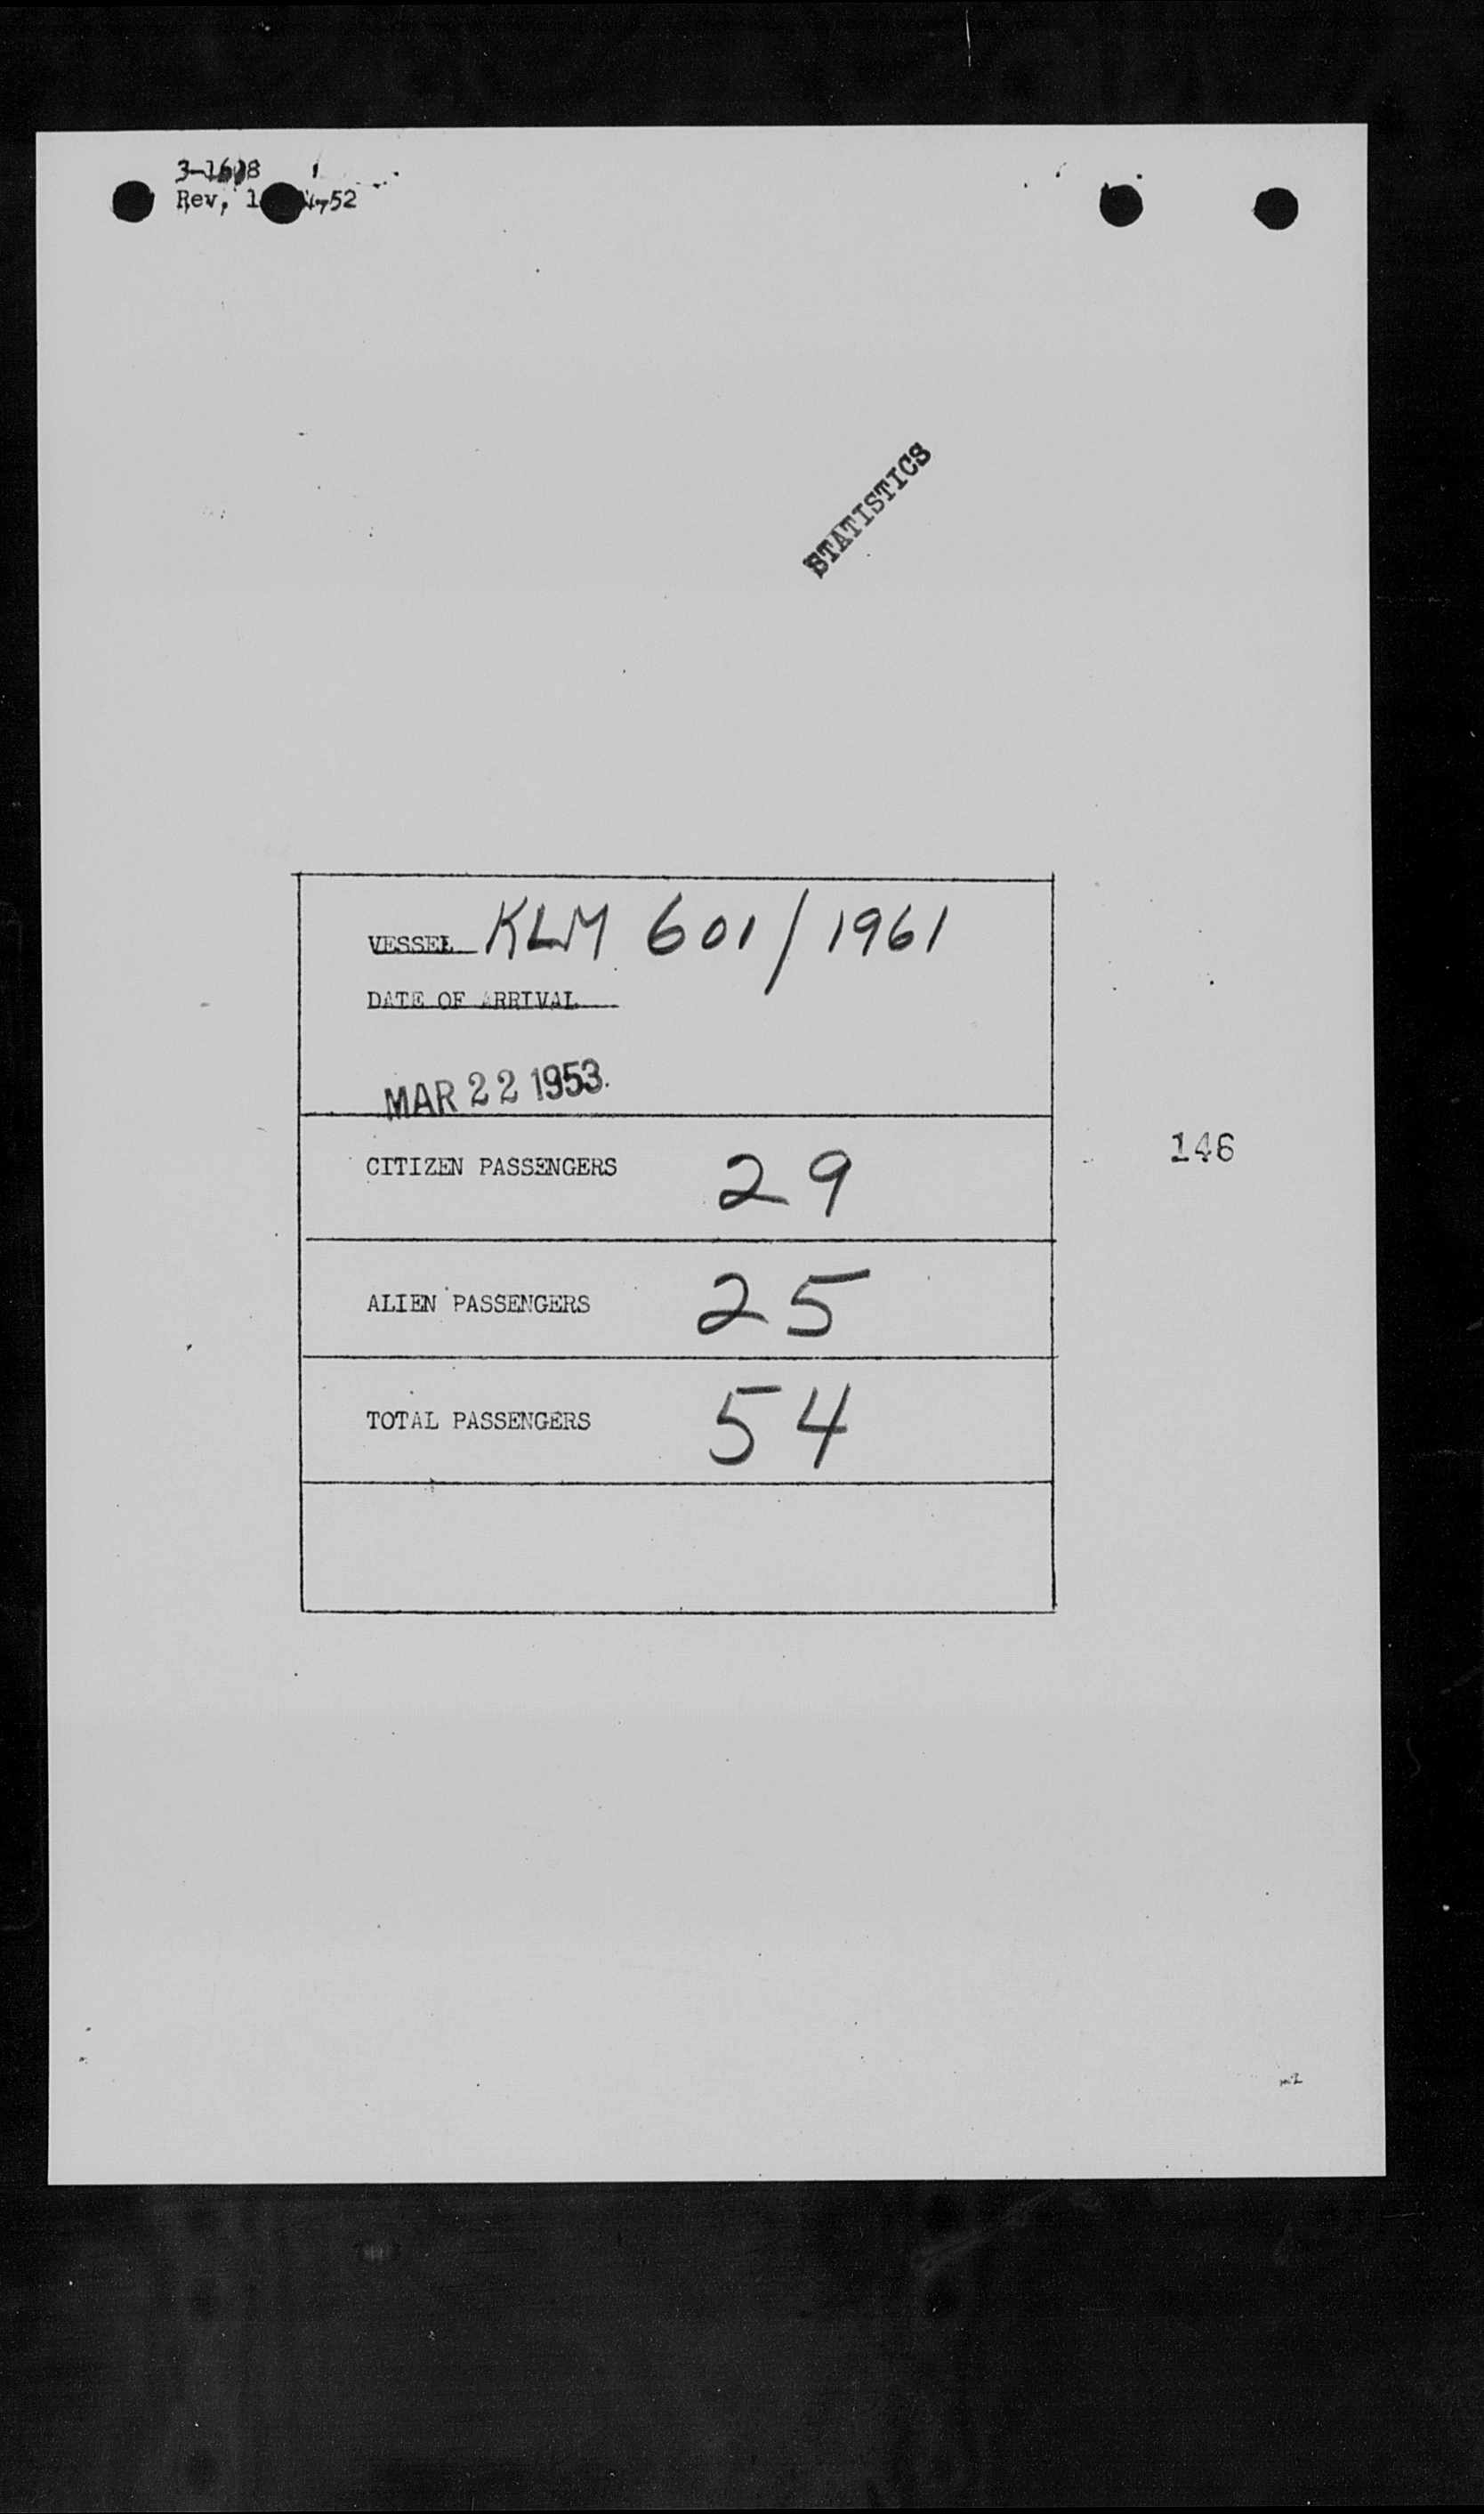 3-1608
Rev, 1 4-52
STATISTICS
VESSEL KLM 601/1961
DATE OF ARRIVAL
MAR 22 1953
CITIZEN PASSENGERS 29
146
ALIEN PASSENGERS 25
TOTAL PASSENGERS 54